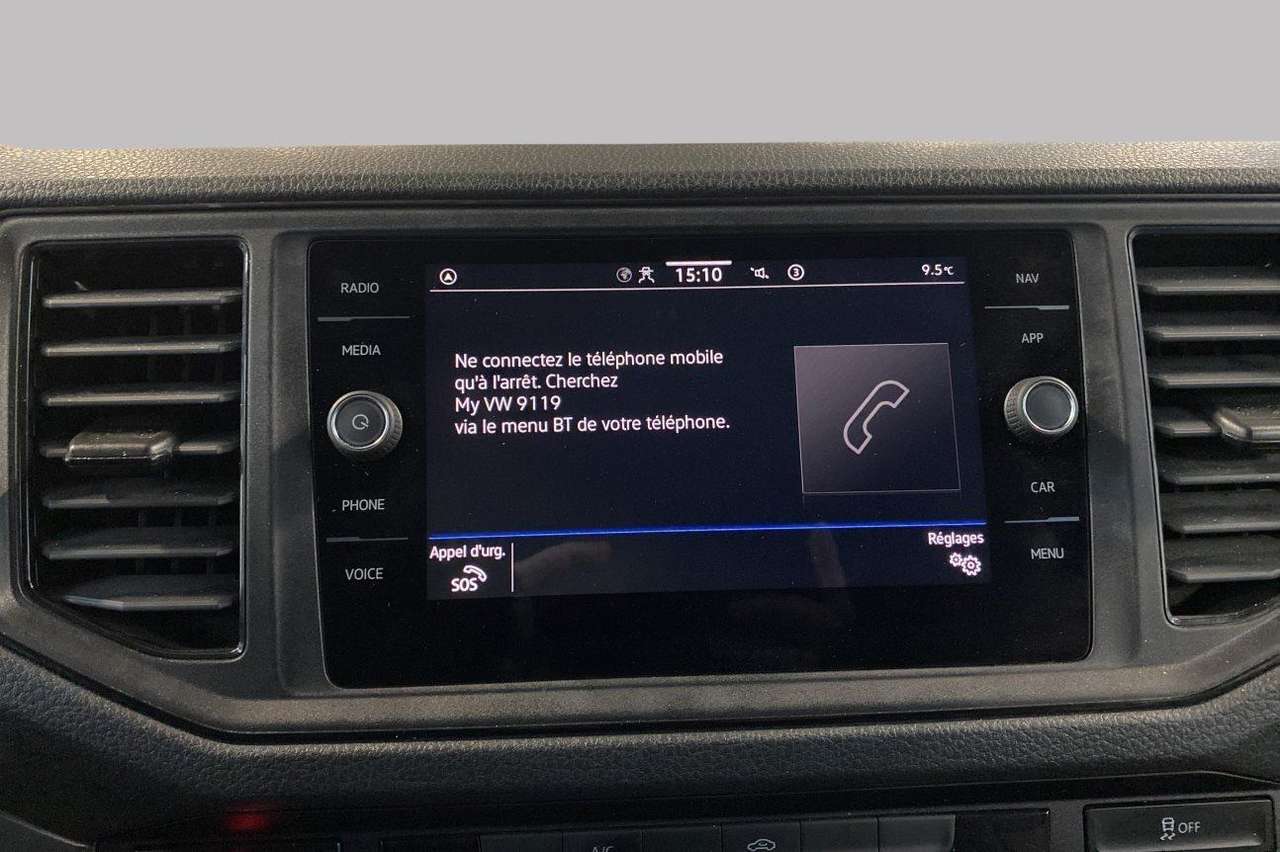 RADIO
MEDIA
PHONE
VOICE
15:10
3
9.5°C
Ne connectez le téléphone mobile
qu'à l'arrêt. Cherchez
My VW 9119
via le menu BT de votre téléphone.
Appel d'urg.
SOS
Réglages
NAV
APP
CAR
MENU
A/C
OFF